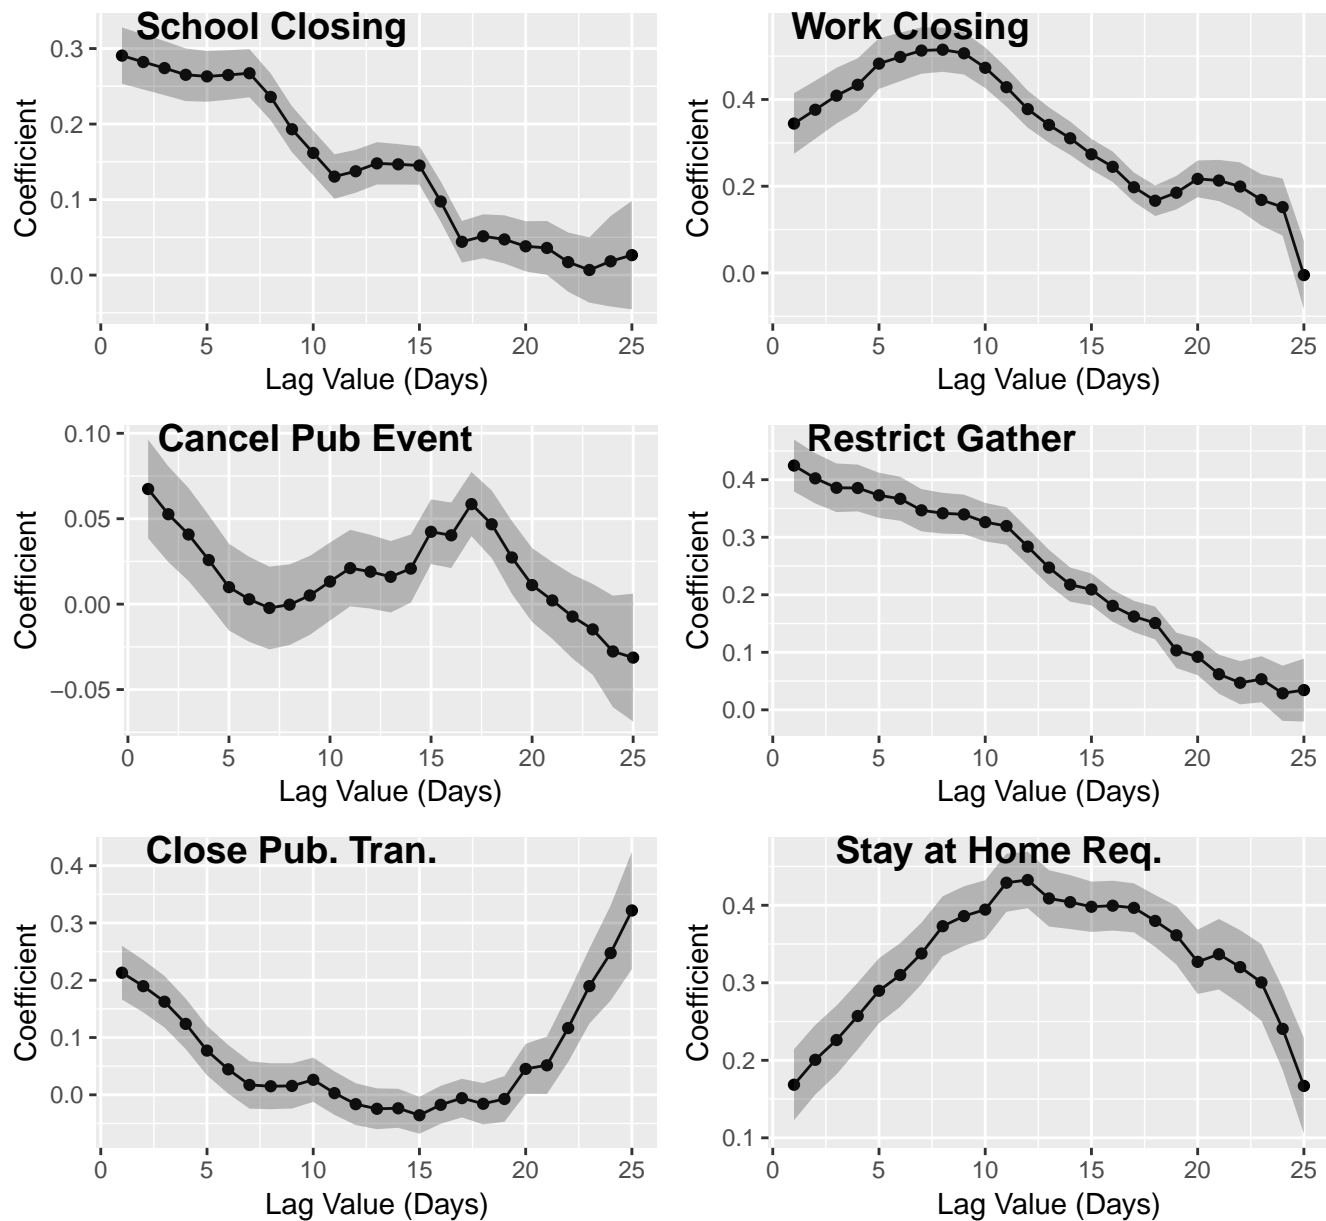 School Closing
Coefficient
0.3
0.2
0.1
0.0
0 5 10 15 20 25
Lag Value (Days)
Work Closing
Coefficient
0.4
0.2
0.0
0 5 10 15 20 25
Lag Value (Days)
Cancel Pub Event
Coefficient
0.10
0.05
0.00
−0.05
0 5 10 15 20 25
Lag Value (Days)
Restrict Gather
Coefficient
0.4
0.3
0.2
0.1
0.0
0 5 10 15 20 25
Lag Value (Days)
Close Pub. Tran.
Coefficient
0.4
0.3
0.2
0.1
0.0
0 5 10 15 20 25
Lag Value (Days)
Stay at Home Req.
Coefficient
0.4
0.3
0.2
0.1
0 5 10 15 20 25
Lag Value (Days)